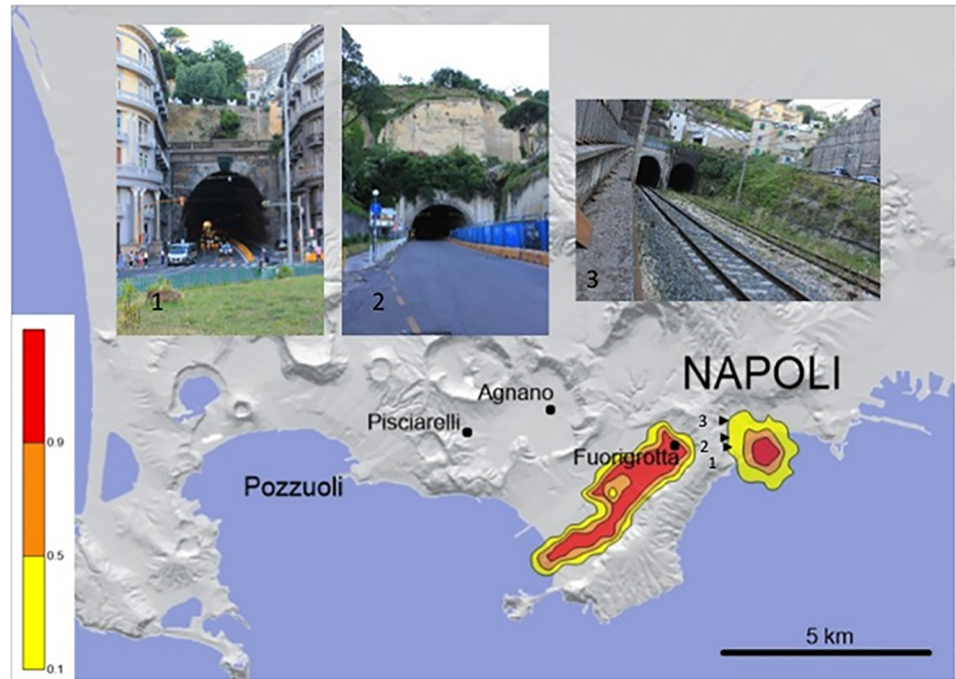 1
2
3
NAPOLI
Agnano
Pisciarelli
3
Fuorigrotta
2
1
Pozzuoli
0.9
0.5
0.1
5 km